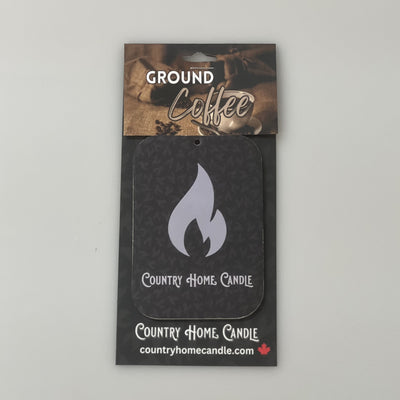 GROUND
Coffee
Country Home Candle
Country Home Candle
countryhomecandle.com